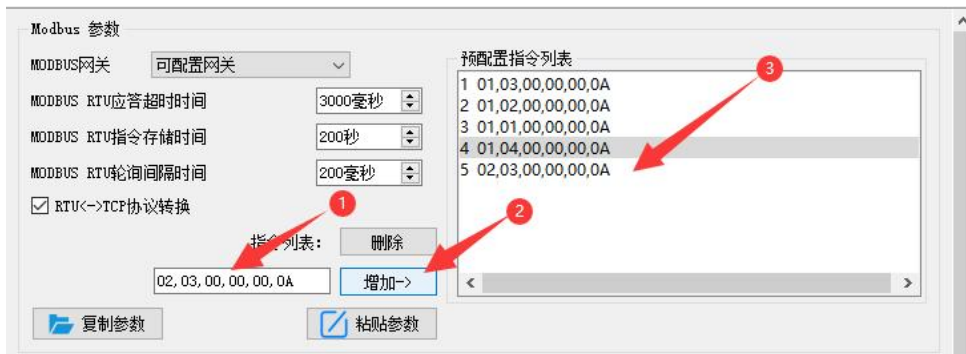 Modbus 参数
MODBUS网关 可配置网关
MODBUS RTU应答超时时间 3000毫秒
MODBUS RTU指令存储时间 200秒
MODBUS RTU轮询间隔时间 200毫秒
RTU<->TCP协议转换
1
指令列表： 删除
2
02,03,00,00,00,0A 增加->
复制参数 粘贴参数
预配置指令列表
3
1 01,03,00,00,00,0A
2 01,02,00,00,00,0A
3 01,01,00,00,00,0A
4 01,04,00,00,00,0A
5 02,03,00,00,00,0A